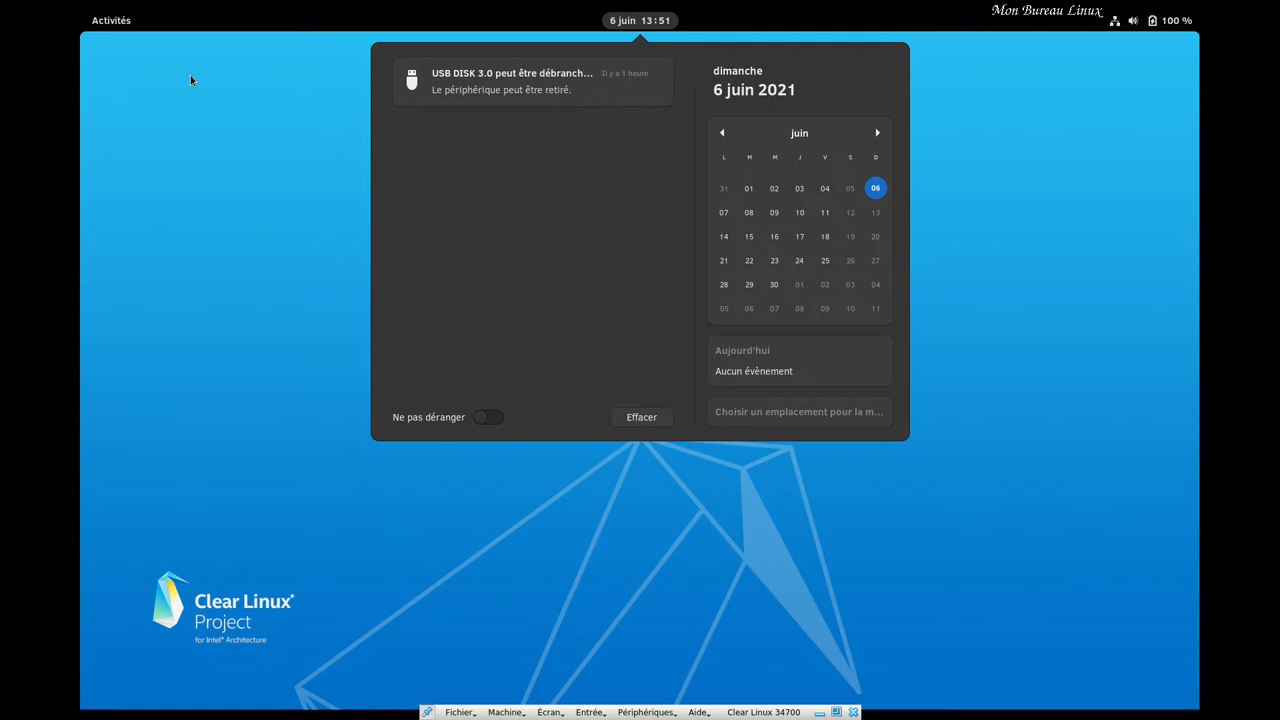 Activités
6 juin 13:51
Mon Bureau Linux
100 %
USB DISK 3.0 peut être débranch...
Il y a 1 heure
Le périphérique peut être retiré.
Ne pas déranger
Effacer
dimanche
6 juin 2021
juin
L M M J V S D
31 01 02 03 04 05 06
07 08 09 10 11 12 13
14 15 16 17 18 19 20
21 22 23 24 25 26 27
28 29 30 01 02 03 04
05 06 07 08 09 10 11
Aujourd'hui
Aucun évènement
Choisir un emplacement pour la m...
Clear Linux*
Project
for Intel® Architecture
Fichier Machine Écran Entrée Périphériques Aide Clear Linux 34700